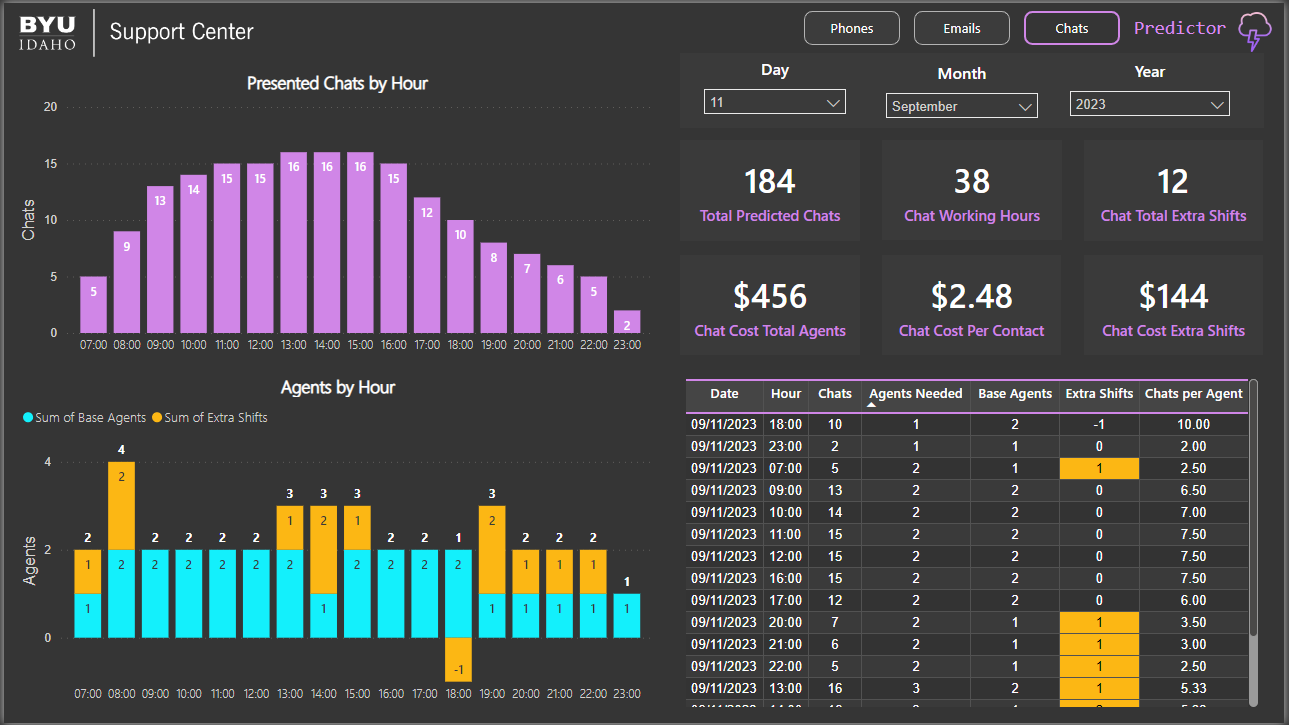 BYU
IDAHO
Support Center
Phones
Emails
Chats
Predictor
Day
Month
Year
11
September
2023
Presented Chats by Hour
Chats
20
15
10
5
0
5
9
13
14
15
15
16
16
16
15
12
10
8
7
6
5
2
07:00 08:00 09:00 10:00 11:00 12:00 13:00 14:00 15:00 16:00 17:00 18:00 19:00 20:00 21:00 22:00 23:00
184
Total Predicted Chats
38
Chat Working Hours
12
Chat Total Extra Shifts
$456
Chat Cost Total Agents
$2.48
Chat Cost Per Contact
$144
Chat Cost Extra Shifts
Agents by Hour
Sum of Base Agents Sum of Extra Shifts
Agents
4
2
0
2 4 2 2 2 2 3 3 3 2 2 1 3 2 2 2 1
1 2 1 2 1 2 1 1 1
1 2 2 2 2 2 2 1 2 2 2 2 1 1 1 1 1
-1
07:00 08:00 09:00 10:00 11:00 12:00 13:00 14:00 15:00 16:00 17:00 18:00 19:00 20:00 21:00 22:00 23:00
Date Hour Chats Agents Needed Base Agents Extra Shifts Chats per Agent
09/11/2023 18:00 10 1 2 -1 10.00
09/11/2023 23:00 2 1 1 0 2.00
09/11/2023 07:00 5 2 1 1 2.50
09/11/2023 09:00 13 2 2 0 6.50
09/11/2023 10:00 14 2 2 0 7.00
09/11/2023 11:00 15 2 2 0 7.50
09/11/2023 12:00 15 2 2 0 7.50
09/11/2023 16:00 15 2 2 0 7.50
09/11/2023 17:00 12 2 2 0 6.00
09/11/2023 20:00 7 2 1 1 3.50
09/11/2023 21:00 6 2 1 1 3.00
09/11/2023 22:00 5 2 1 1 2.50
09/11/2023 13:00 16 3 2 1 5.33